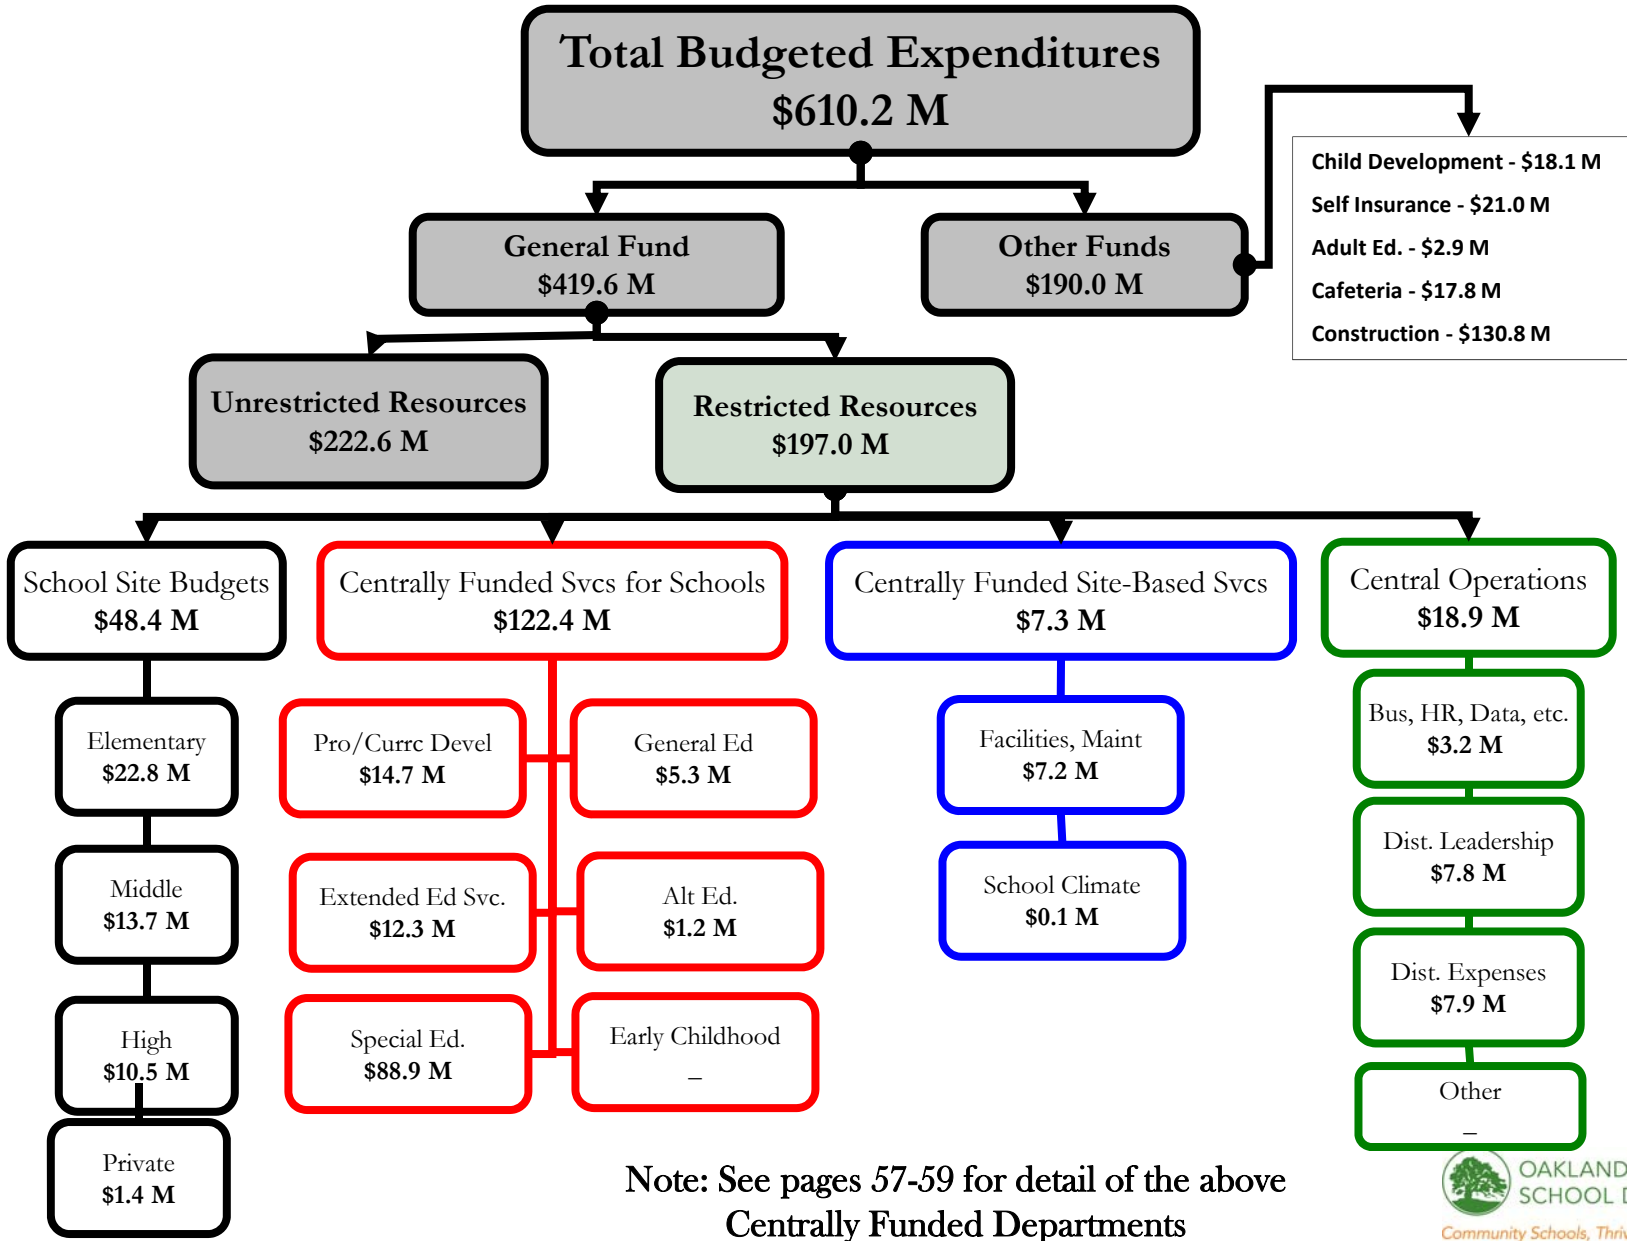 Total Budgeted Expenditures
$610.2 M
Child Development - $18.1 M
Self Insurance - $21.0 M
Adult Ed. - $2.9 M
Cafeteria - $17.8 M
Construction - $130.8 M
General Fund
$419.6 M
Other Funds
$190.0 M
Unrestricted Resources
$222.6 M
Restricted Resources
$197.0 M
School Site Budgets
$48.4 M
Elementary
$22.8 M
Middle
$13.7 M
High
$10.5 M
Private
$1.4 M
Centrally Funded Svcs for Schools
$122.4 M
Pro/Currc Devel
$14.7 M
General Ed
$5.3 M
Extended Ed Svc.
$12.3 M
Alt Ed.
$1.2 M
Special Ed.
$88.9 M
Early Childhood
–
Centrally Funded Site-Based Svcs
$7.3 M
Facilities, Maint
$7.2 M
School Climate
$0.1 M
Central Operations
$18.9 M
Bus, HR, Data, etc.
$3.2 M
Dist. Leadership
$7.8 M
Dist. Expenses
$7.9 M
Other
–
Note: See pages 57-59 for detail of the above
Centrally Funded Departments
OAKLAND
SCHOOL
Community Schools,